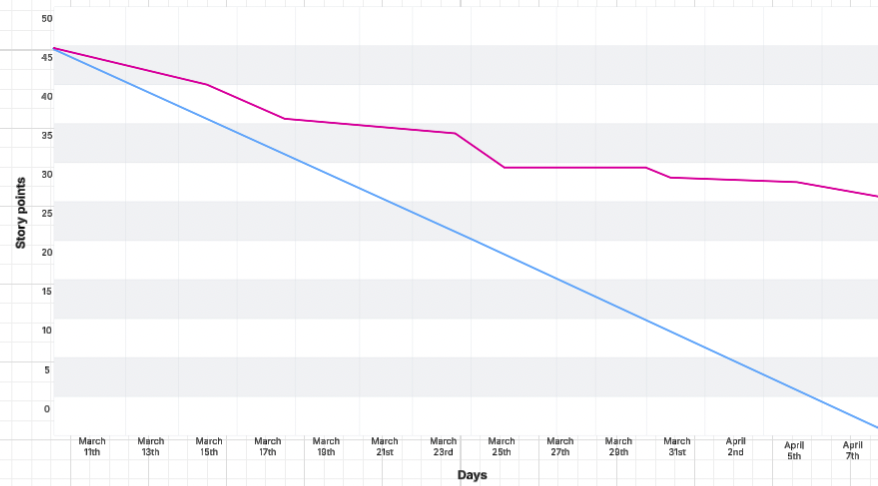 50
45
40
35
30
25
20
15
10
5
0
Story points
March
11th
March
13th
March
15th
March
17th
March
19th
March
21st
March
23rd
March
25th
March
27th
March
29th
March
31st
April
2nd
April
5th
April
7th
Days